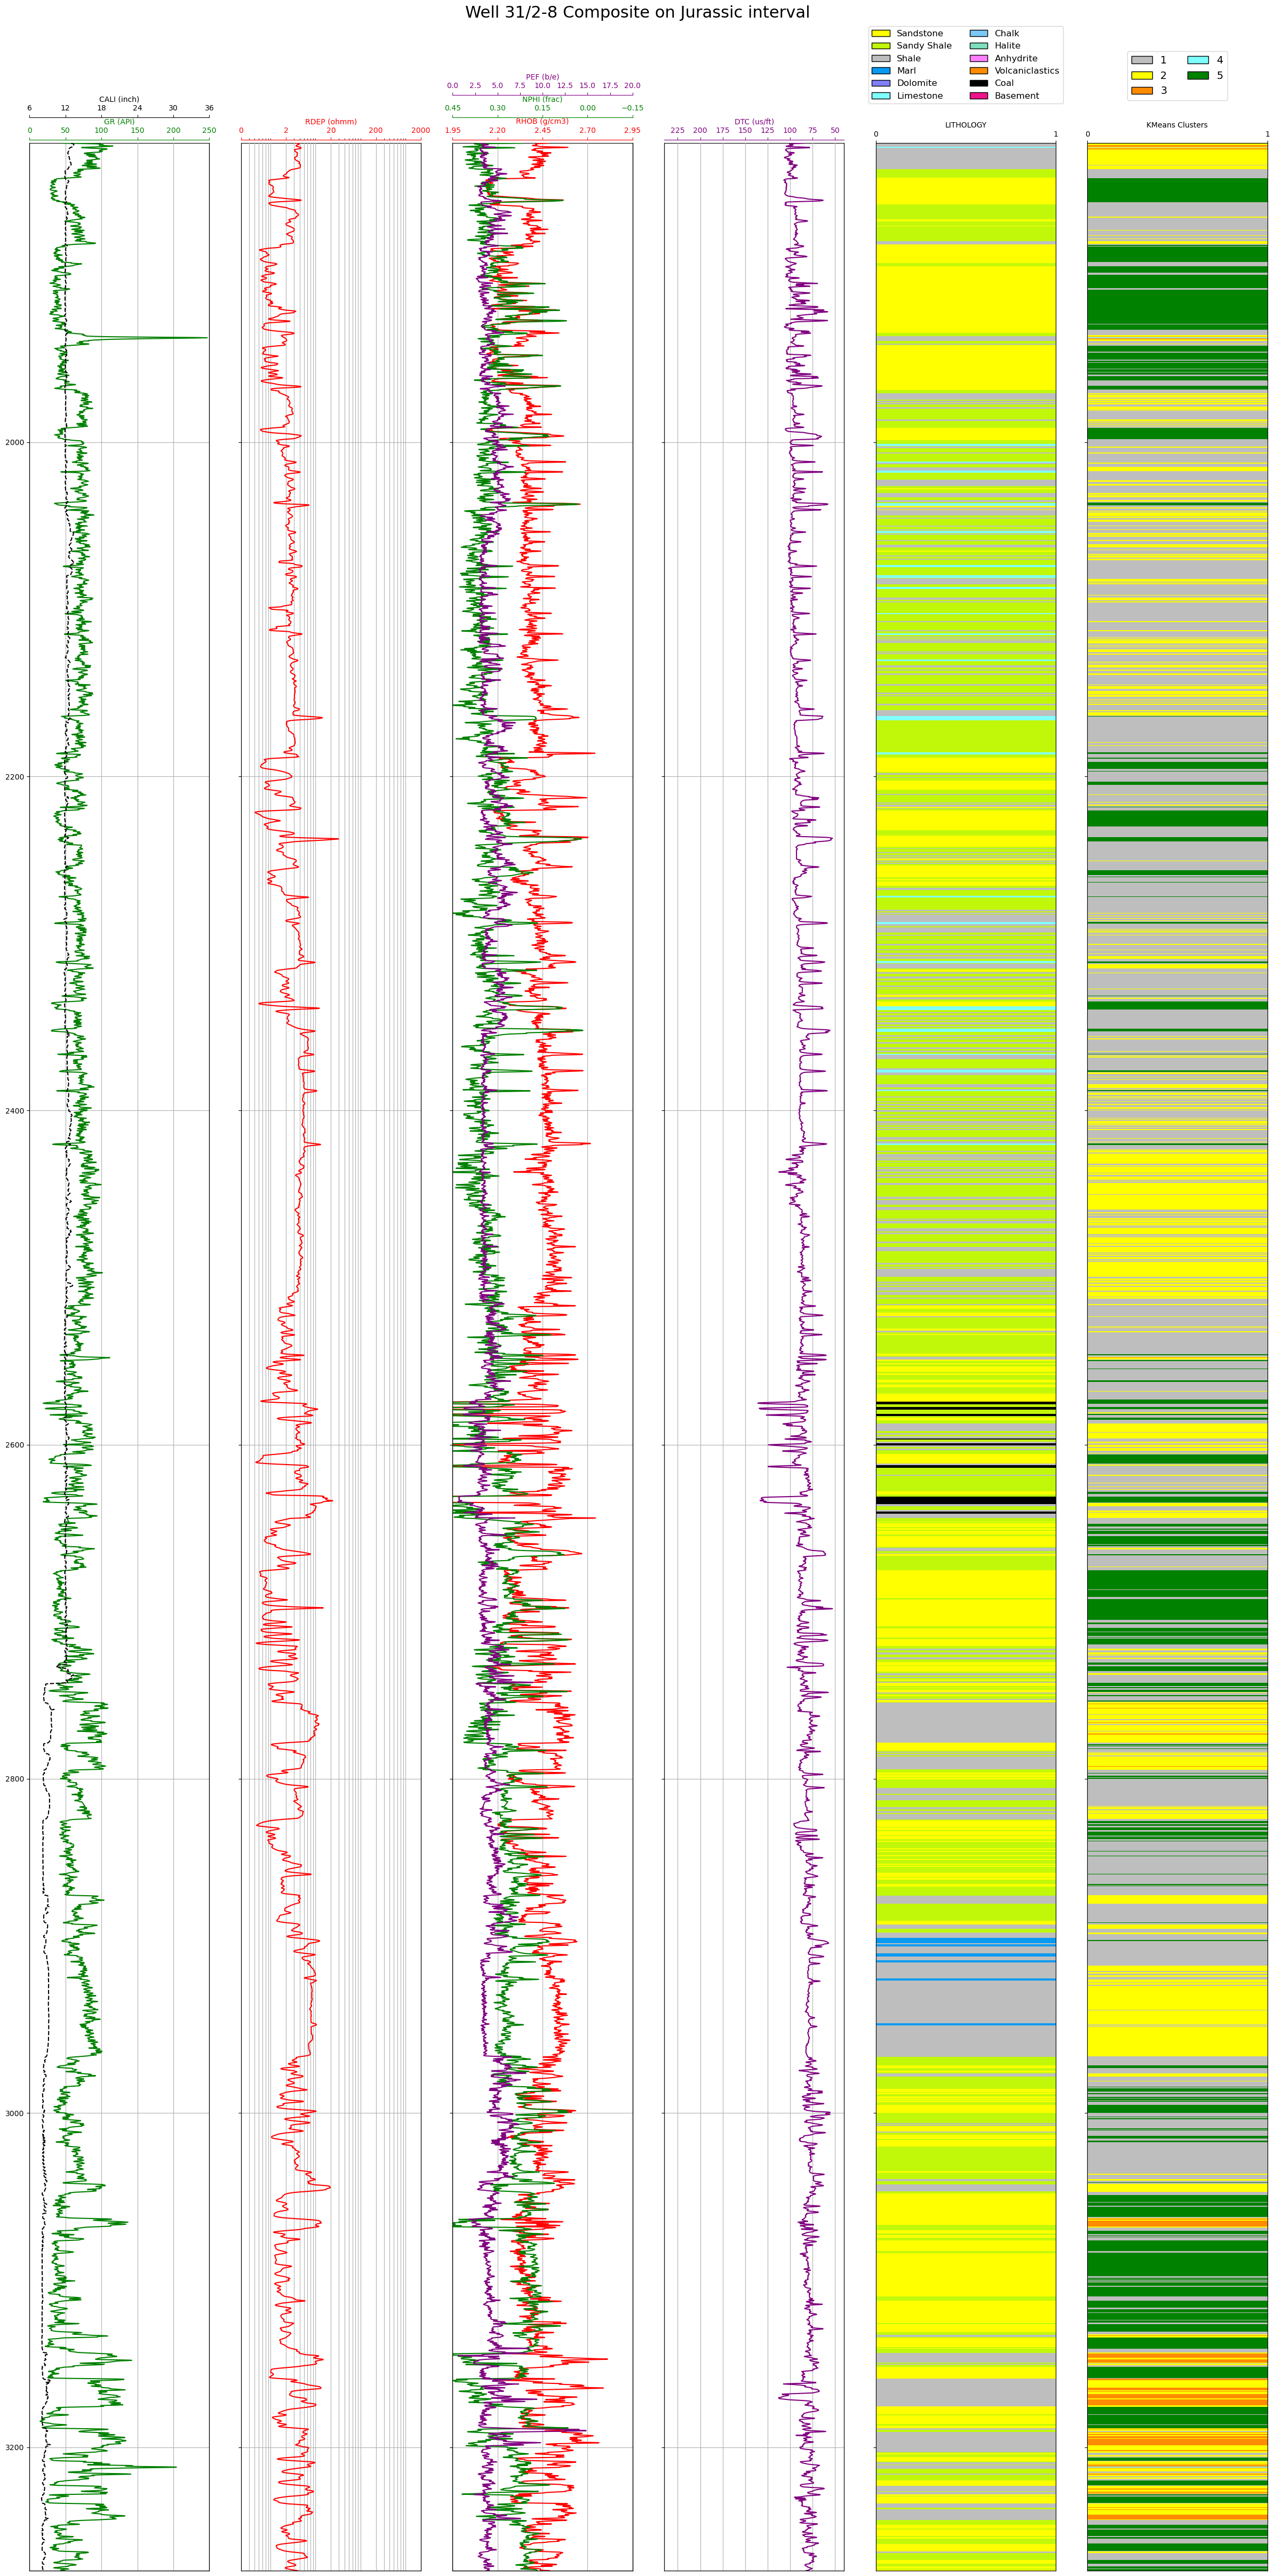 Well 31/2-8 Composite on Jurassic interval
Sandstone Chalk
Sandy Shale Halite
Shale Anhydrite
Marl Volcaniclastics
Dolomite Coal
Limestone Basement
1 4
2 5
3
PEF (b/e)
0.0 2.5 5.0 7.5 10.0 12.5 15.0 17.5 20.0
CALI (inch)
6 12 18 24 30 36
NPHI (frac)
0.45 0.30 0.15 0.00 −0.15
GR (API)
0 50 100 150 200 250
RDEP (ohmm)
0 2 20 200 2000
RHOB (g/cm3)
1.95 2.20 2.45 2.70 2.95
DTC (us/ft)
225 200 175 150 125 100 75 50
LITHOLOGY
0 1
KMeans Clusters
0 1
2000
2200
2400
2600
2800
3000
3200